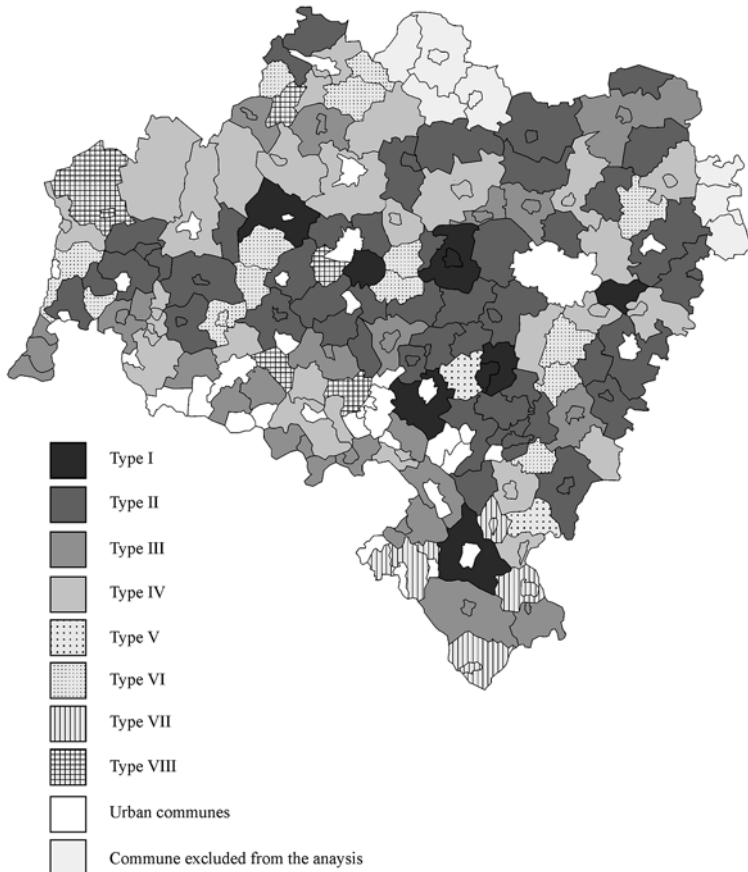 Type I
Type II
Type III
Type IV
Type V
Type VI
Type VII
Type VIII
Urban communes
Commune excluded from the anaysis